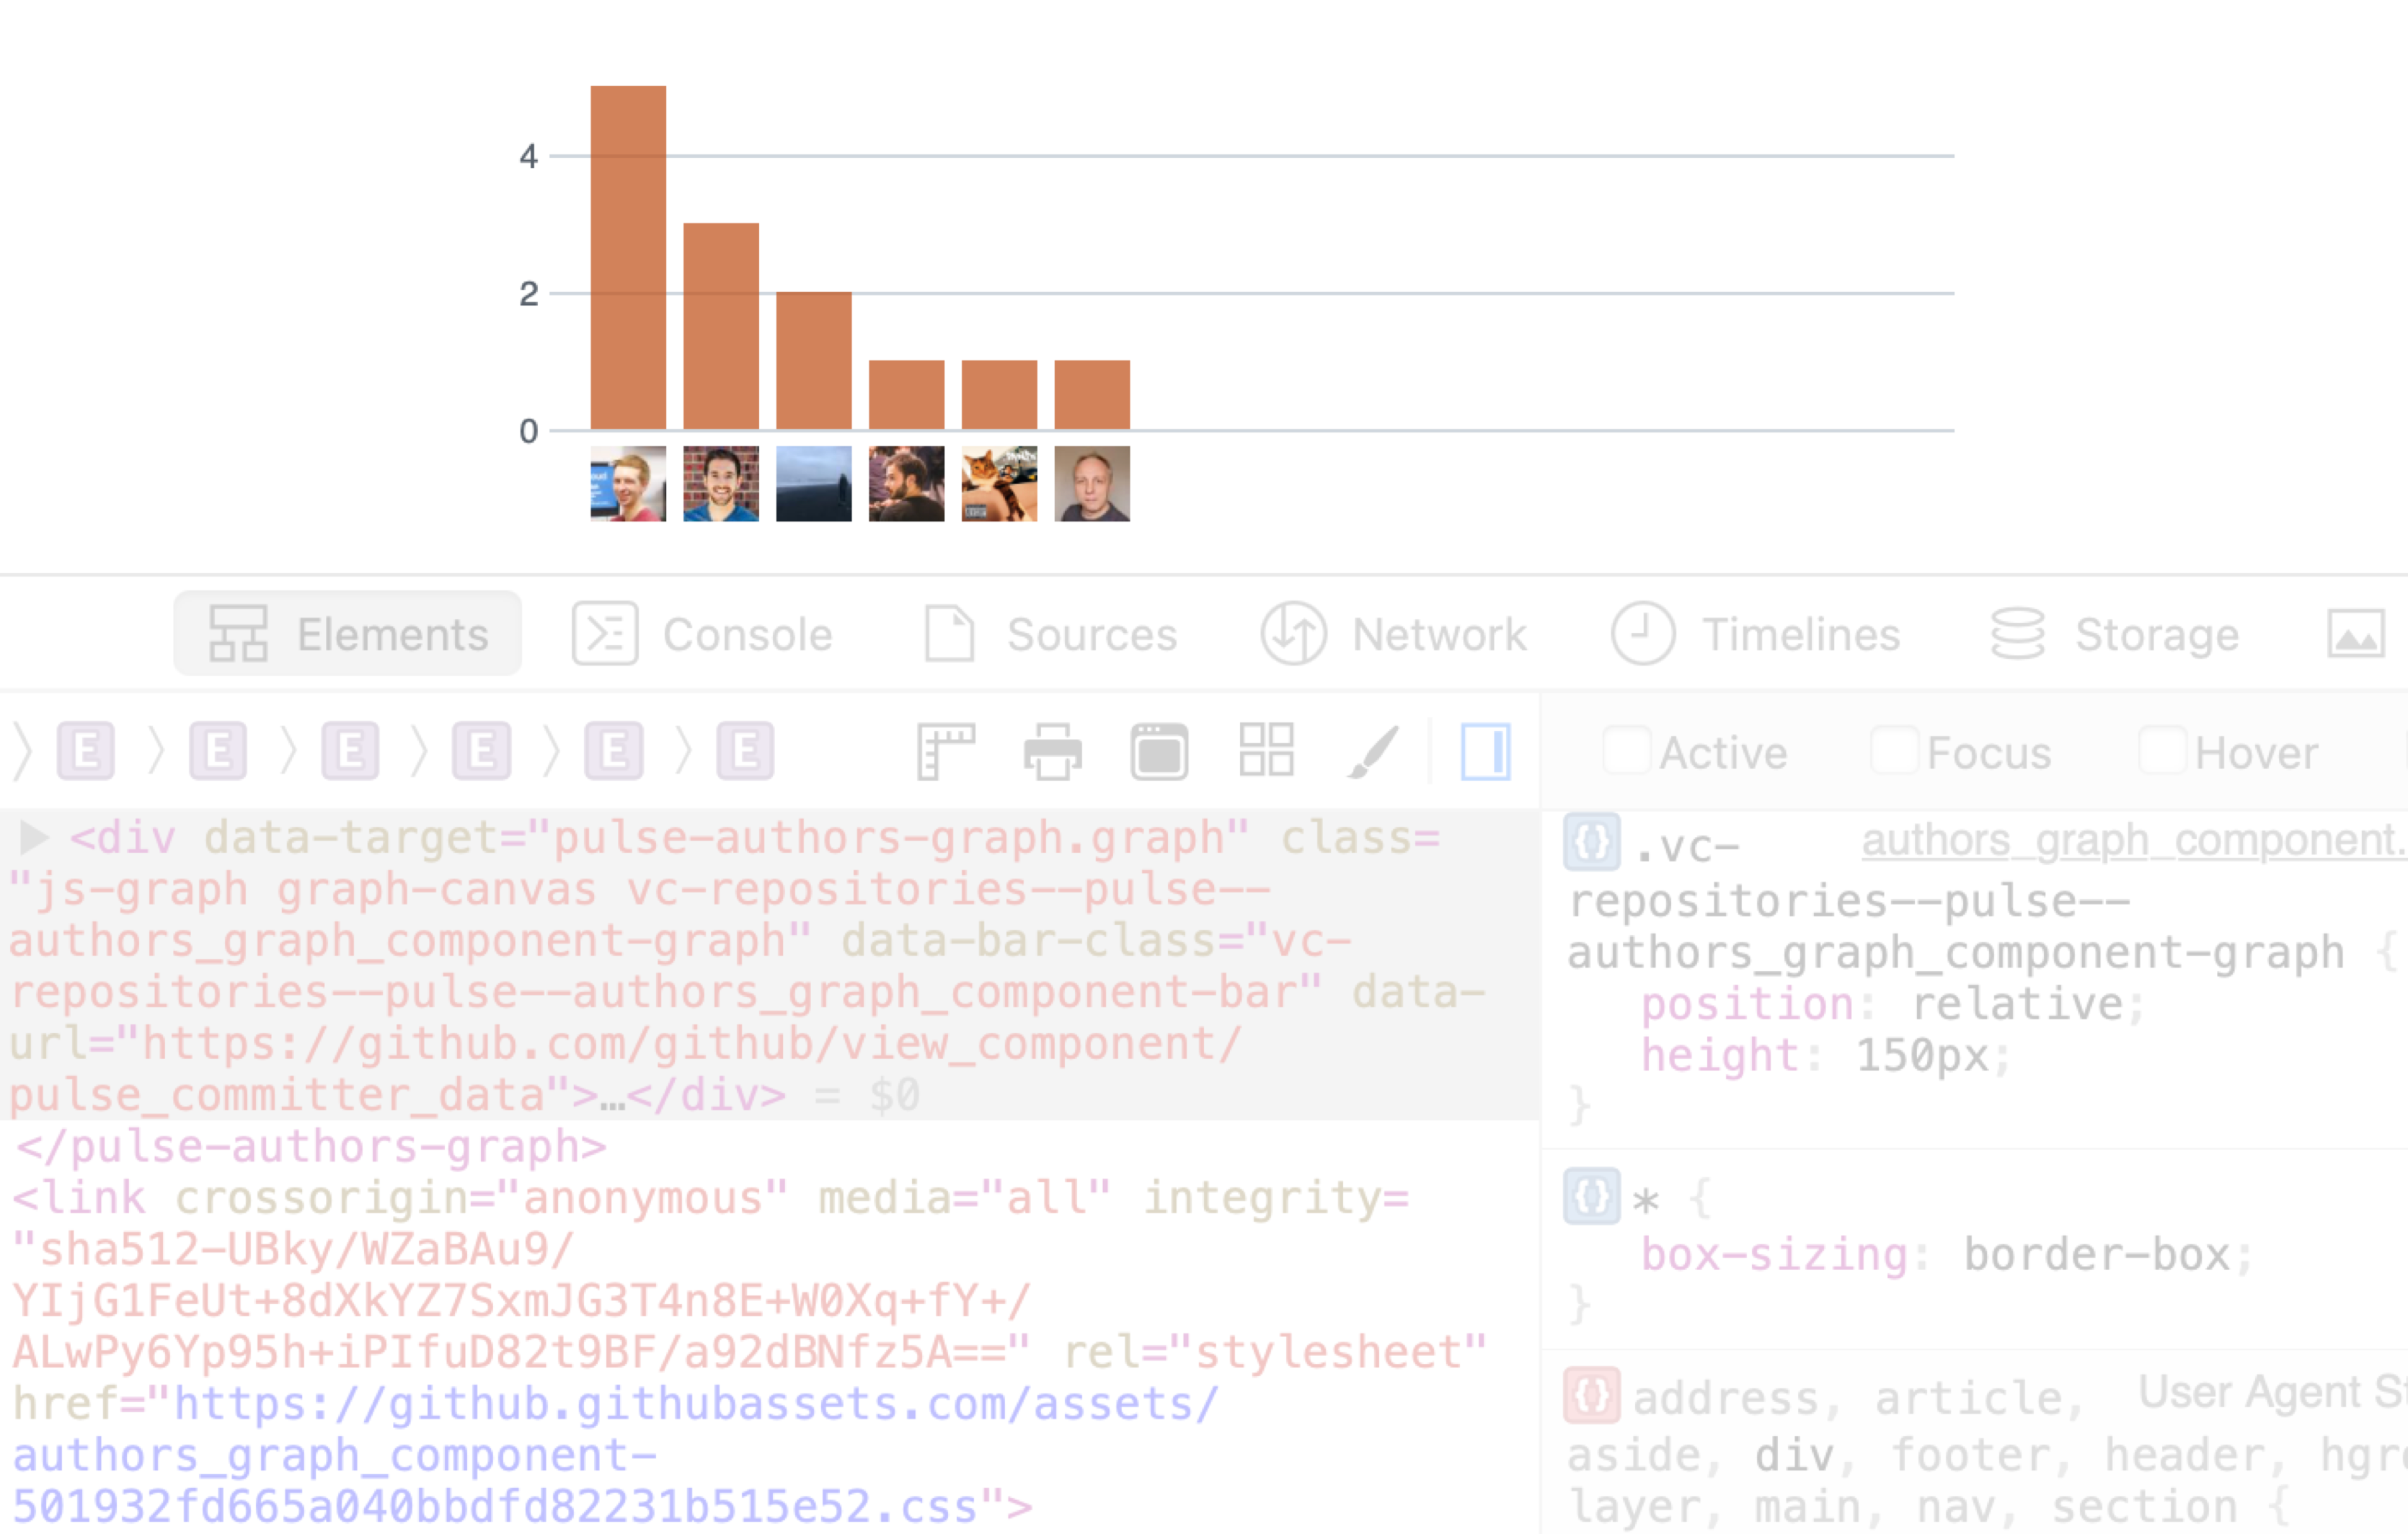 4
2
0
Elements Console Sources Network Timelines Storage
E E E E E E
Active Focus Hover
<div data-target="pulse-authors-graph.graph" class=
"js-graph graph-canvas vc-repositories--pulse--
authors_graph_component-graph" data-bar-class="vc-
repositories--pulse--authors_graph_component-bar" data-
url="https://github.com/github/view_component/
pulse_committer_data">…</div> = $0
</pulse-authors-graph>
<link crossorigin="anonymous" media="all" integrity=
"sha512-UBky/WZaBAu9/
YIjG1FeUt+8dXkYZ7SxmJG3T4n8E+W0Xq+fY+/
ALwPy6Yp95h+iPIfuD82t9BF/a92dBNfz5A==" rel="stylesheet"
href="https://github.githubassets.com/assets/
authors_graph_component-
501932fd665a040bbdfd82231b515e52.css">
{} .vc- authors_graph_component.
repositories--pulse--
authors_graph_component-graph {
position: relative;
height: 150px;
}
{} * {
box-sizing: border-box;
}
{} address, article, User Agent St
aside, div, footer, header, hgro
layer, main, nav, section {